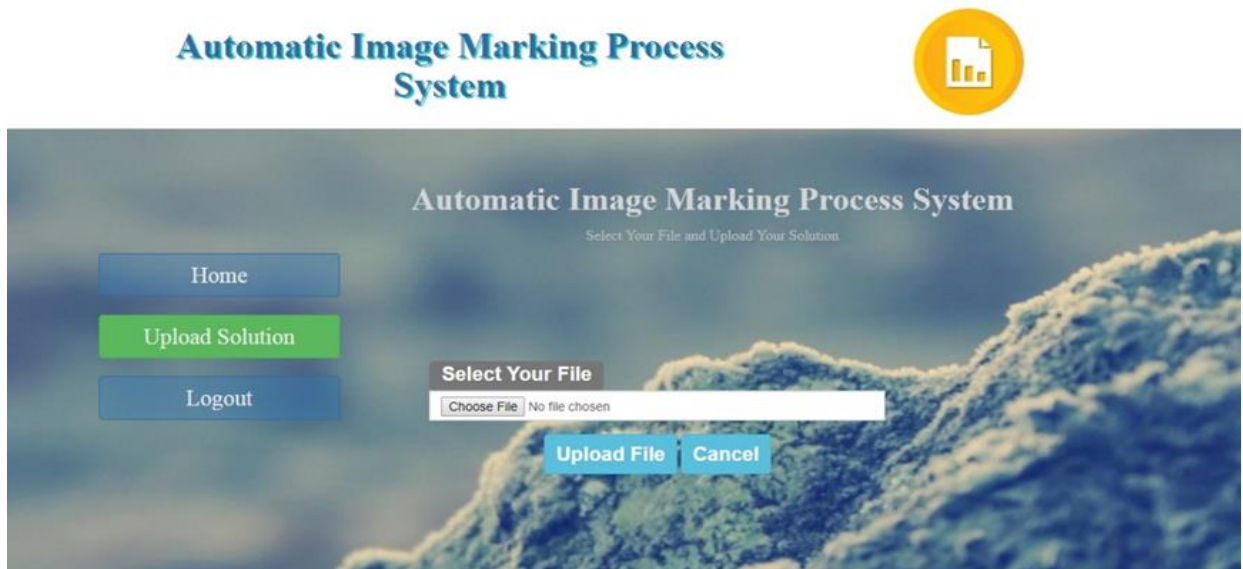 Automatic Image Marking Process
System
Automatic Image Marking Process System
Select Your File and Upload Your Solution
Home
Upload Solution
Logout
Select Your File
Choose File No file chosen
Upload File Cancel